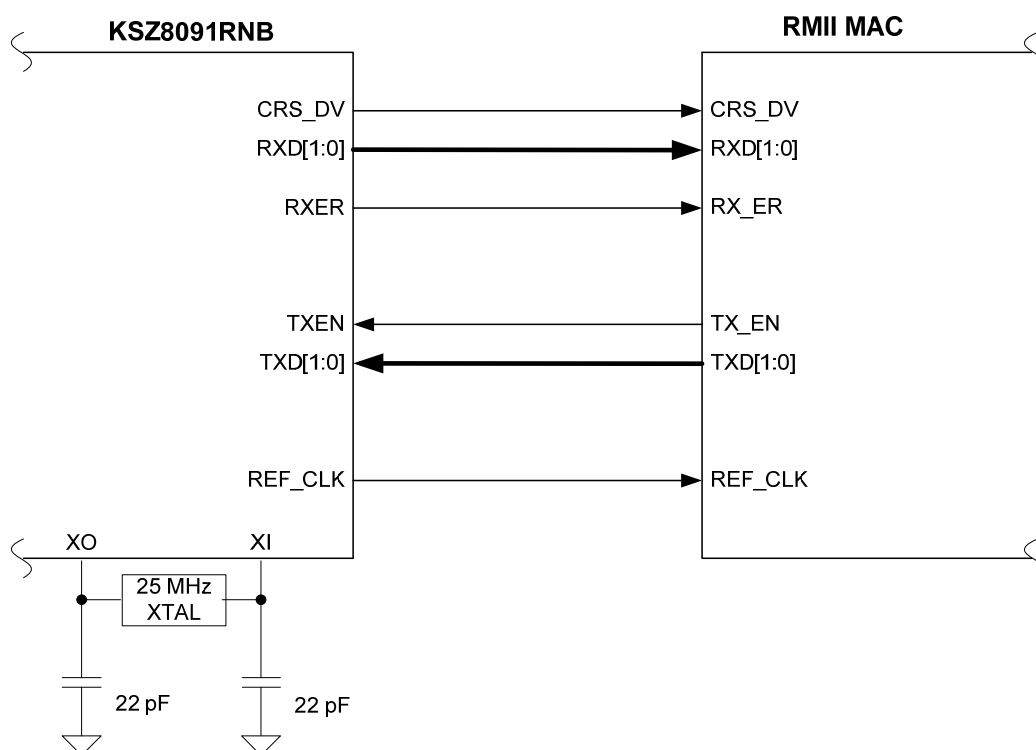 KSZ8091RNB
RMII MAC
CRS_DV
CRS_DV
RXD[1:0]
RXD[1:0]
RXER
RX_ER
TXEN
TX_EN
TXD[1:0]
TXD[1:0]
REF_CLK
REF_CLK
XO
XI
25 MHz
XTAL
22 pF
22 pF